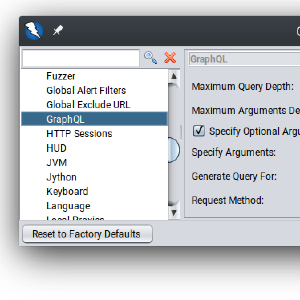 Fuzzer
Global Alert Filters
Global Exclude URL
GraphQL
HTTP Sessions
HUD
JVM
Jython
Keyboard
Language
Local Proxies
Reset to Factory Defaults
GraphQL
Maximum Query Depth:
Maximum Arguments De
Specify Optional Argu
Specify Arguments:
Generate Query For:
Request Method: